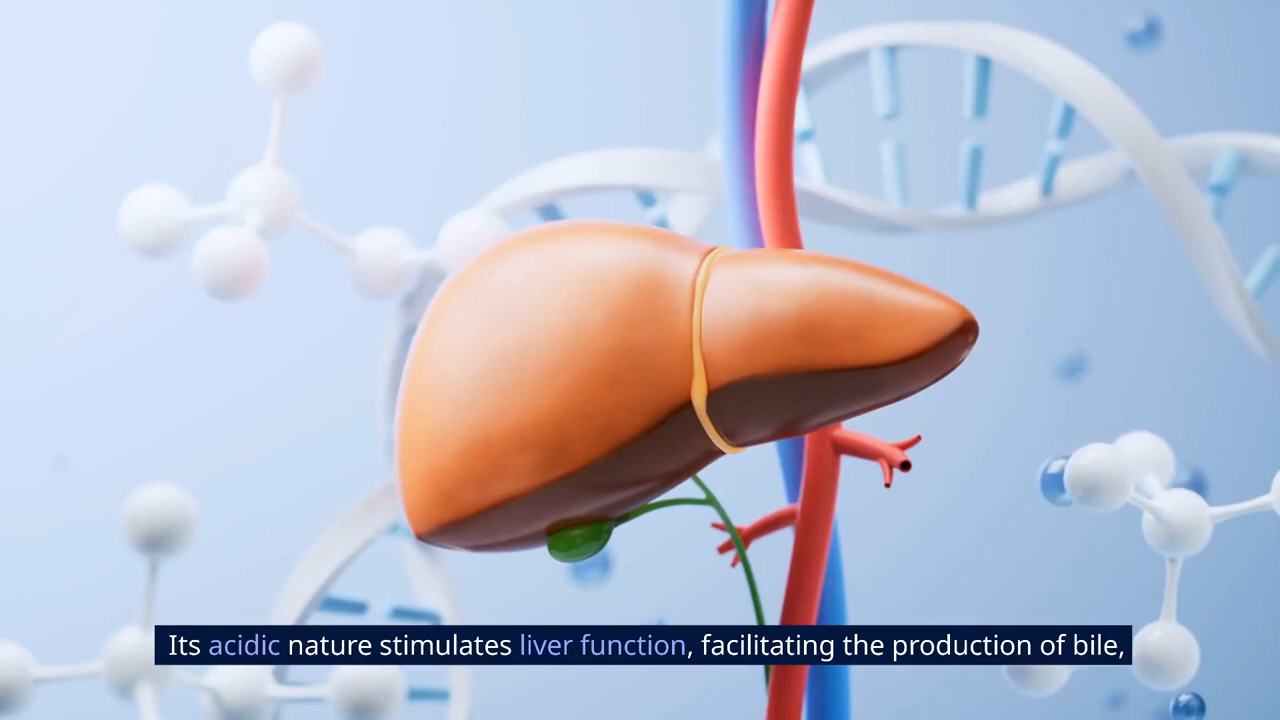 Its acidic nature stimulates liver function, facilitating the production of bile,